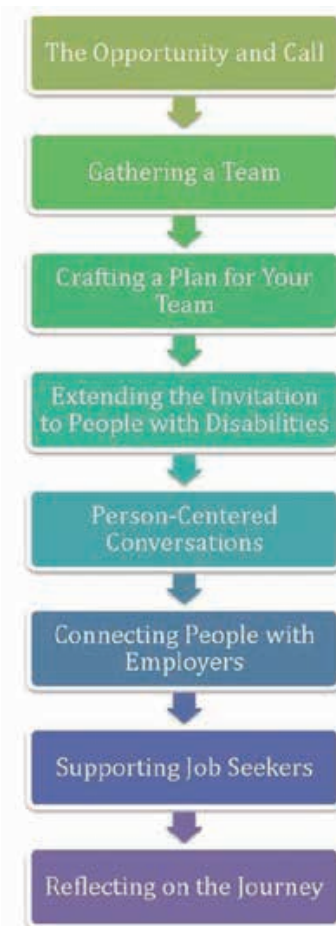 The Opportunity and Call
Gathering a Team
Crafting a Plan for Your
Team
Extending the Invitation
to People with Disabilities
Person-Centered
Conversations
Connecting People with
Employers
Supporting Job Seekers
Reflecting on the Journey